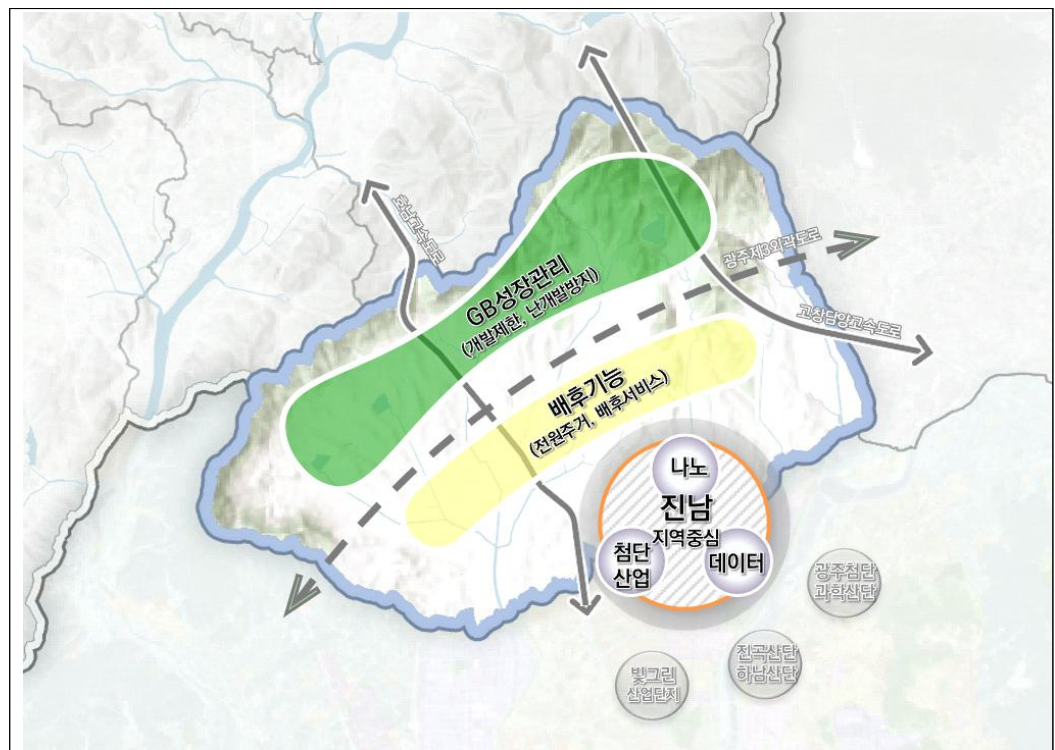 호남고속도로
광주제3외곽도로
고창담양고속도로
GB성장관리
(개발제한, 난개발방지)
배후기능
(전원주거, 배후서비스)
나노
진남
지역중심
첨단
산업
데이터
광주첨단
과학산단
진곡산단
하남산단
빛그린
산업단지